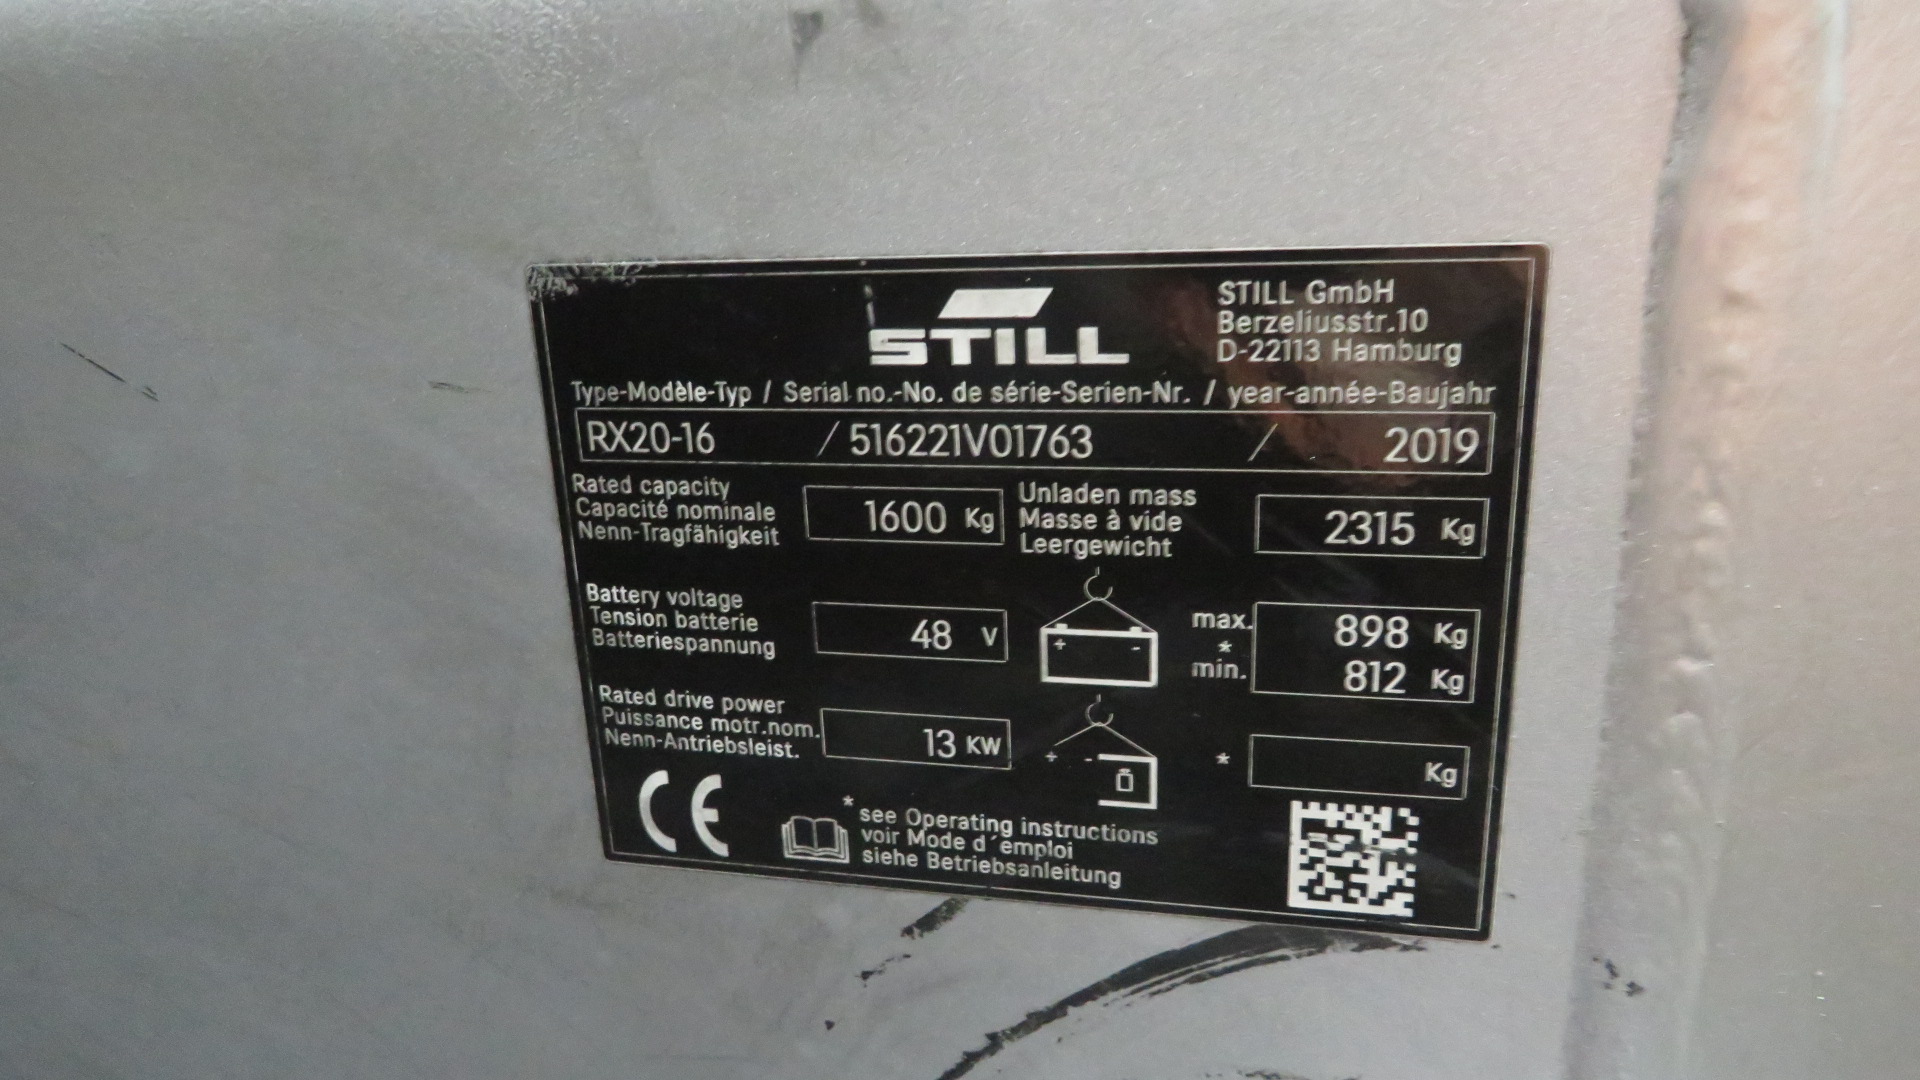 STILL
STILL GmbH
Berzeliusstr.10
D-22113 Hamburg
Type-Modèle-Typ / Serial no.-No. de série-Serien-Nr. / year-année-Baujahr
RX20-16 / 516221V01763 / 2019
Rated capacity
Capacité nominale
Nenn-Tragfähigkeit
1600 Kg
Unladen mass
Masse à vide
Leergewicht
2315 Kg
Battery voltage
Tension batterie
Batteriespannung
48 V
+ -
max. 898 Kg
*
min. 812 Kg
Rated drive power
Puissance motr.nom.
Nenn-Antriebsleist.
13 KW
+ -
* Kg
CE
* see Operating instructions
voir Mode d´emploi
siehe Betriebsanleitung